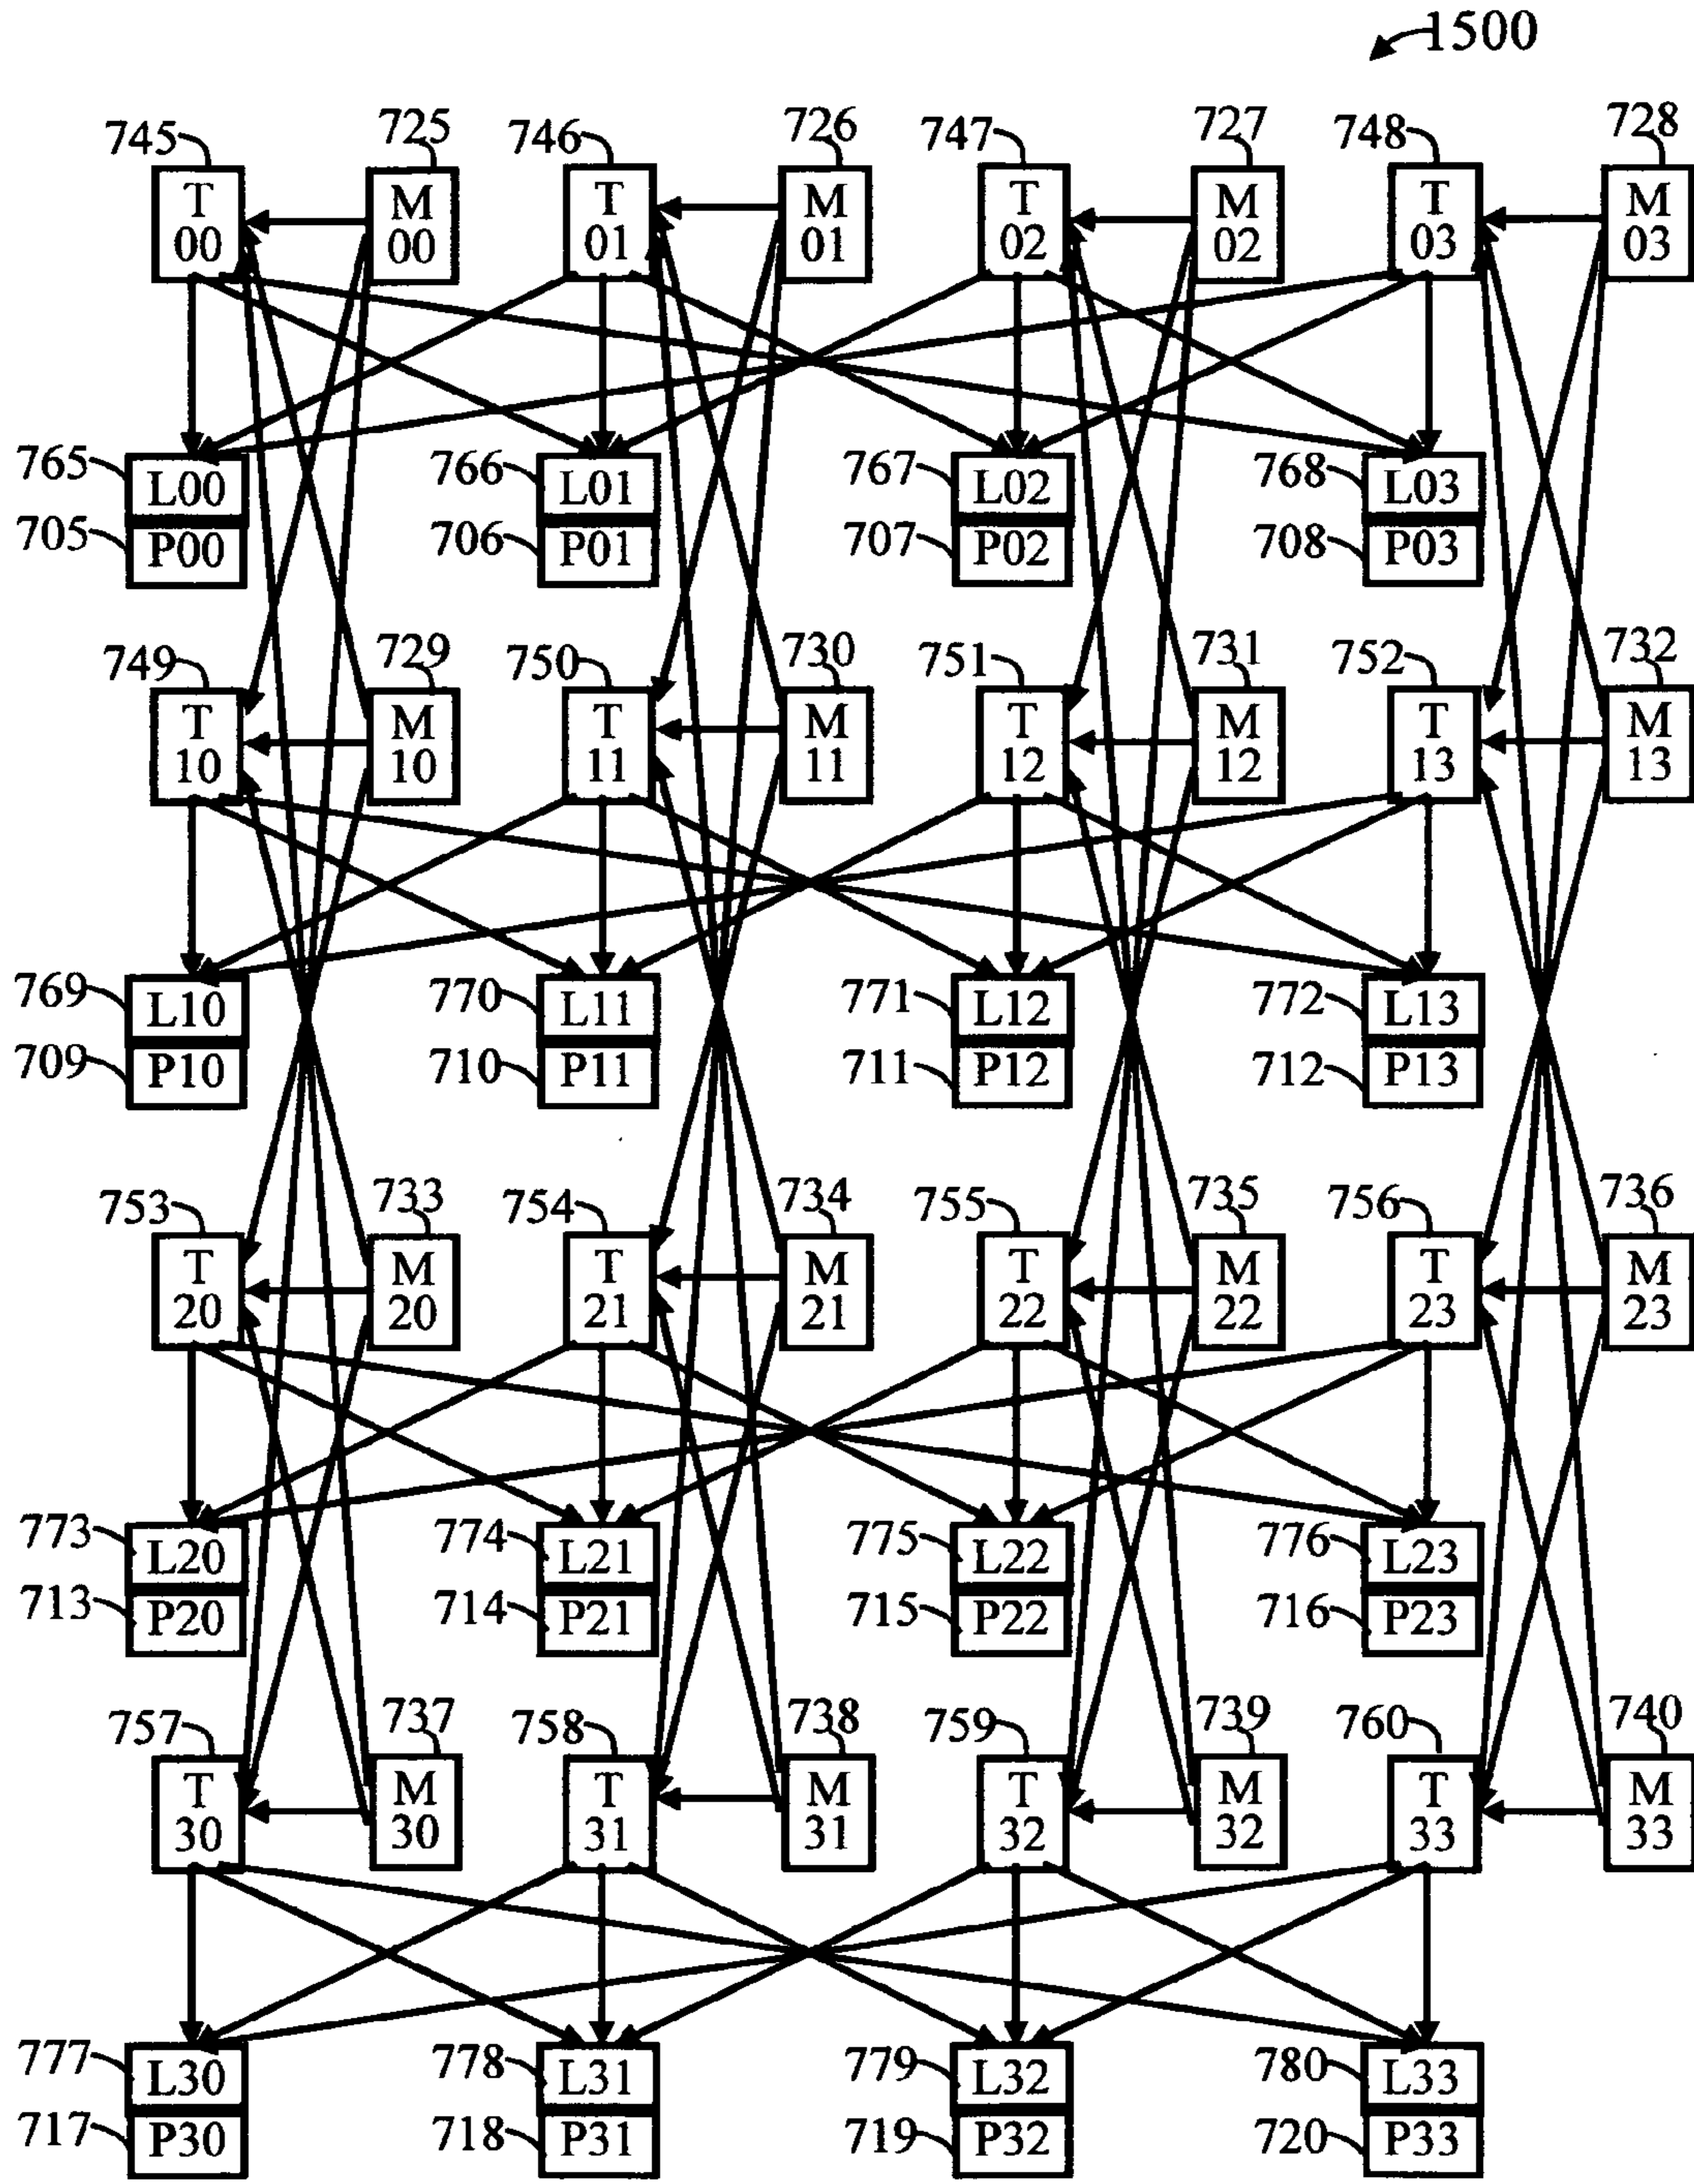 1500
745 725 746 726 747 727 748 728
T M T M T M T M
00 00 01 01 02 02 03 03
765 L00 766 L01 767 L02 768 L03
705 P00 706 P01 707 P02 708 P03
749 729 750 730 751 731 752 732
T M T M T M T M
10 10 11 11 12 12 13 13
769 L10 770 L11 771 L12 772 L13
709 P10 710 P11 711 P12 712 P13
753 733 754 734 755 735 756 736
T M T M T M T M
20 20 21 21 22 22 23 23
773 L20 774 L21 775 L22 776 L23
713 P20 714 P21 715 P22 716 P23
757 737 758 738 759 739 760 740
T M T M T M T M
30 30 31 31 32 32 33 33
777 L30 778 L31 779 L32 780 L33
717 P30 718 P31 719 P32 720 P33